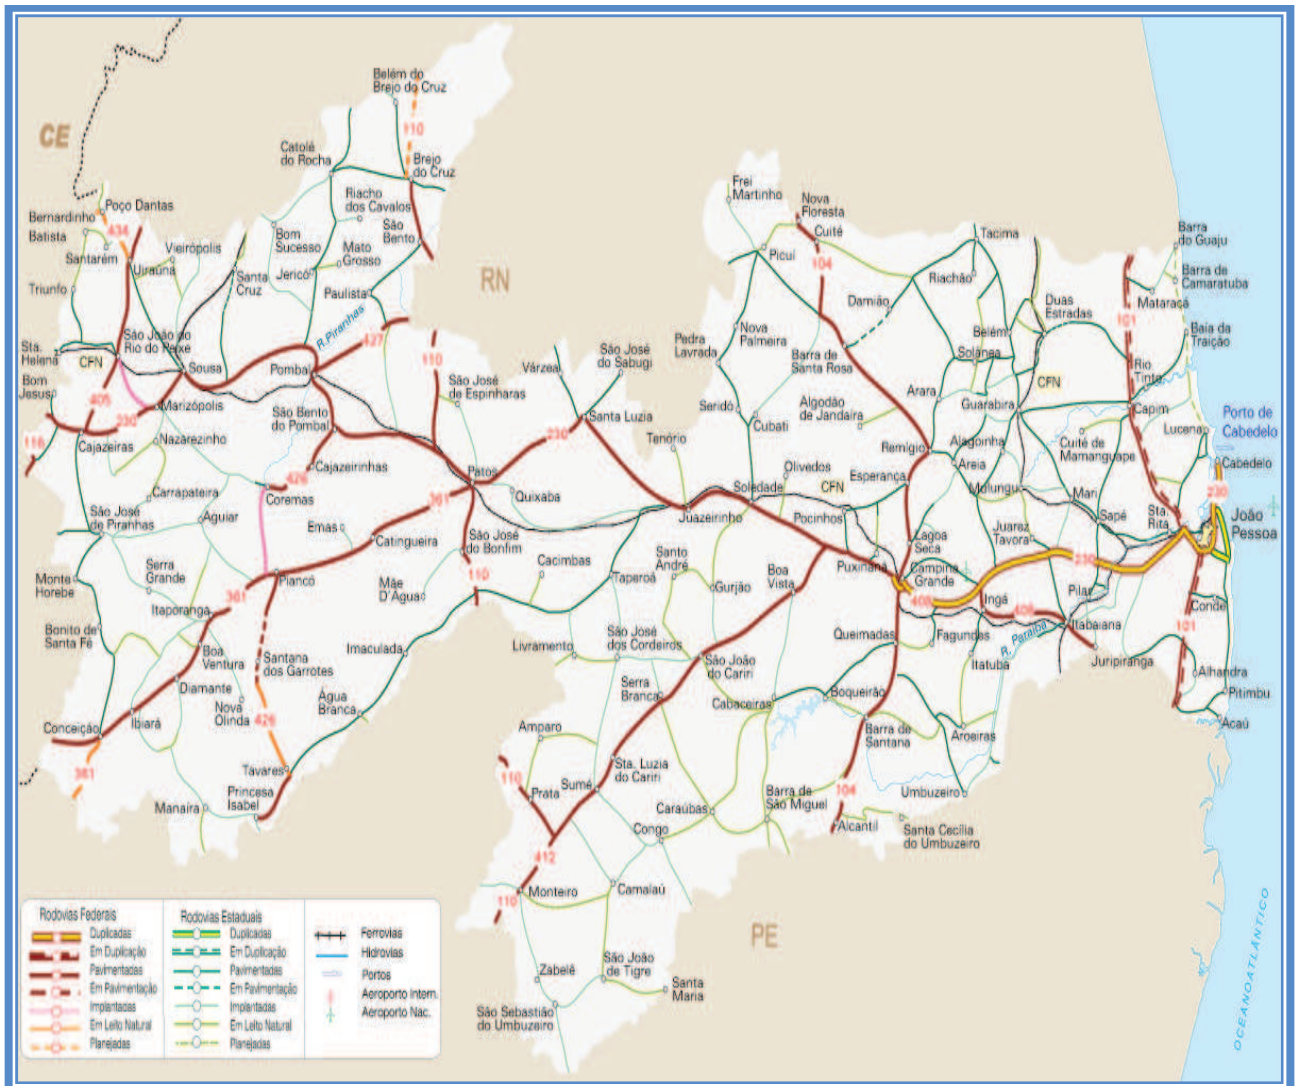 Belém do
Brejo do Cruz
CE
110
Catolé
do Rocha
Brejo
do Cruz
Frei
Martinho
Poço Dantas
Bernardinho
Batista
434
Santarém
Vieirópolis
Uiraúna
Riacho
dos Cavalos
Bom
Sucesso
São
Bento
Mato
Grosso
Nova
Floresta
Cuité
Picuí
104
Tacima
Barra
do Guaju
Triunfo
Santa
Cruz
Jericó
Paulista
RN
Riachão
Damião
Duas
Estradas
Barra de
Camaratuba
Mataraca
Sta.
Helena
São João do
Rio do Peixe
CFN
R.Piranhas
427
110
Pedra
Lavrada
Nova
Palmeira
Barra de
Santa Rosa
Belém
Solânea
101
Baía da
Traição
Bom
Jesus
Sousa
Pombal
Várzea
São José
do Sabugi
Rio
Tinto
CFN
405
Marizópolis
230
São José
de Espinharas
São Bento
do Pombal
Santa Luzia
Seridó
Cubati
Algodão
de Jandaíra
Arara
Guarabira
Capim
Porto de
Cabedelo
116
Cajazeiras
Nazarezinho
230
Tenório
Remígio
Alagoinha
Cuité de
Mamanguape
Lucena
Cajazeirinhas
426
Coremas
Patos
Olivedos
Esperança
Areia
Cabedelo
Carrapateira
361
Quixaba
Soledade
CFN
Mulungu
Mari
230
São José
de Piranhas
Aguiar
Emas
Juazeirinho
Pocinhos
Sapé
Sta.
Rita
João
Pessoa
Catingueira
São José
do Bonfim
Lagoa
Seca
Juarez
Tavora
Monte
Horebe
Serra
Grande
Piancó
Cacimbas
Santo
André
Boa
Vista
Puxinanã
Campina
Grande
230
361
Itaporanga
Mãe
D'Água
110
Taperoá
Gurjão
408
Ingá
408
Pilar
Conde
Bonito de
Santa Fé
Boa
Ventura
Santana
dos Garrotes
Imaculada
Livramento
São José
dos Cordeiros
Queimadas
Fagundes
R. Paraíba
Itabaiana
101
Diamante
Nova
Olinda
Água
Branca
Serra
Branca
São João
do Cariri
Itatuba
Juripiranga
Alhandra
Conceição
Ibiará
426
Amparo
Cabaceiras
Boqueirão
Pitimbu
Barra de
Santana
Aroeiras
Acaú
361
Tavares
Princesa
Isabel
Manaira
110
Prata
Sumé
Sta. Luzia
do Cariri
Caraúbas
Barra de
São Miguel
104
Umbuzeiro
Congo
Alcantil
Santa Cecília
do Umbuzeiro
412
Monteiro
110
Camalaú
PE
Zabelê
São João
de Tigre
Santa
Maria
São Sebastião
do Umbuzeiro
OCEANO ATLÂNTICO
Rodovias Federais
Duplicadas
Em Duplicação
Pavimentadas
Em Pavimentação
Implantadas
Em Leito Natural
Planejadas
Rodovias Estaduais
Duplicadas
Em Duplicação
Pavimentadas
Em Pavimentação
Implantadas
Em Leito Natural
Planejadas
Ferrovias
Hidrovias
Portos
Aeroporto Intern.
Aeroporto Nac.